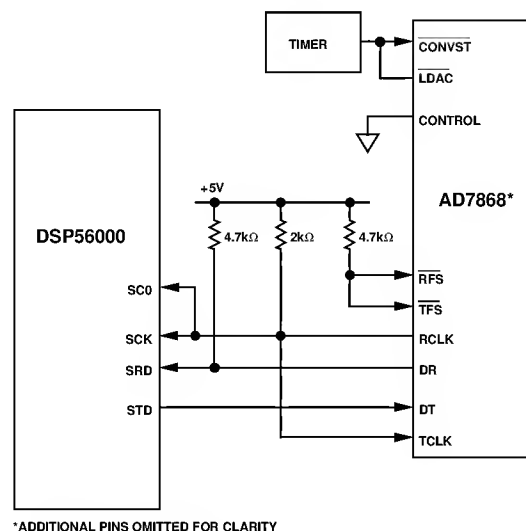 TIMER
CONVST
LDAC
CONTROL
+5V
AD7868*
DSP56000
4.7kΩ
2kΩ
4.7kΩ
SC0
RFS
TFS
SCK
RCLK
SRD
DR
STD
DT
TCLK
*ADDITIONAL PINS OMITTED FOR CLARITY